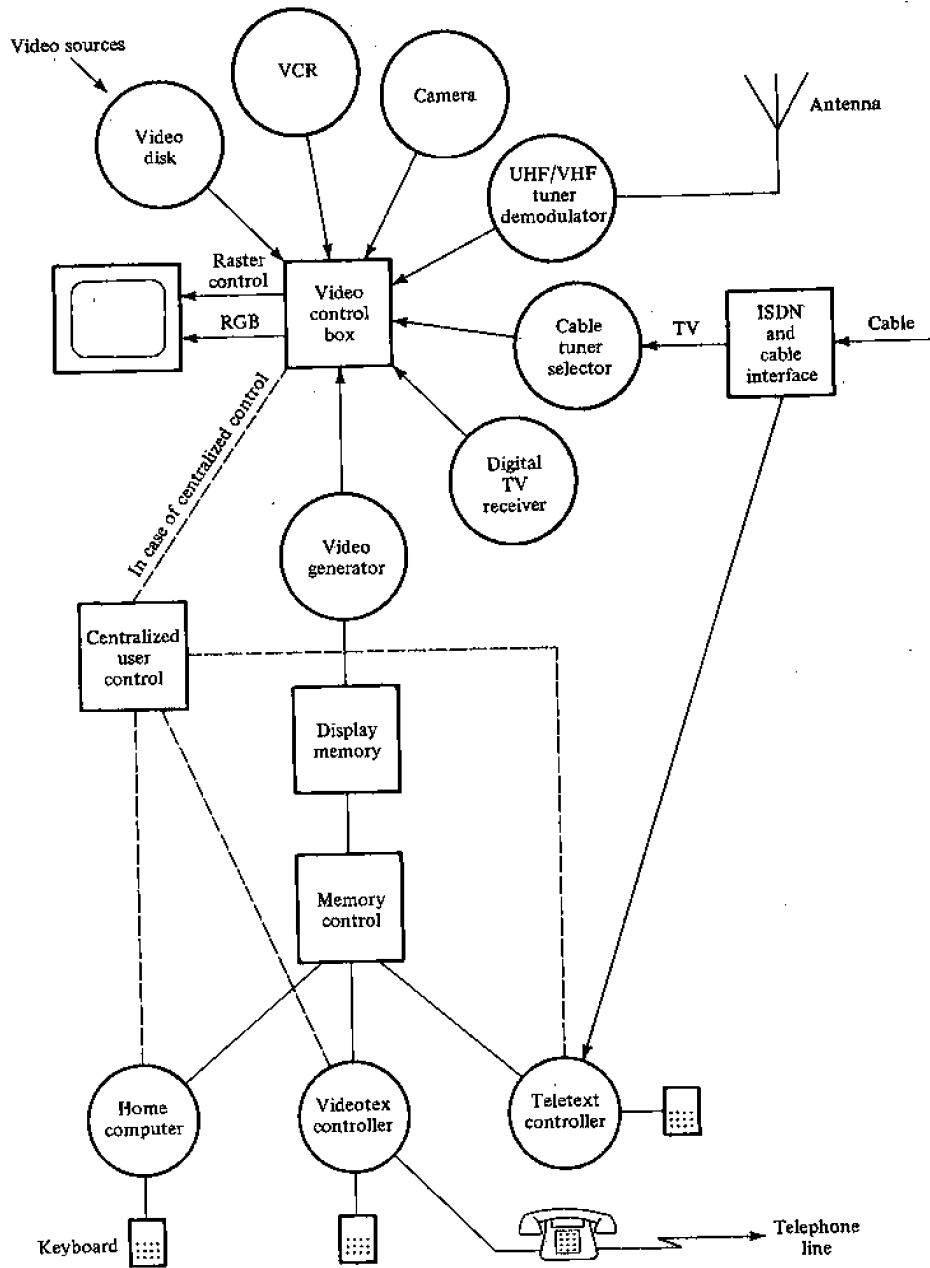 Video sources
VCR
Camera
Video
disk
Antenna
UHF/VHF
tuner
demodulator
Raster
control
RGB
Video
control
box
Cable
tuner
selector
TV
ISDN
and
cable
interface
Cable
In case of centralized control
Digital
TV
receiver
Video
generator
Centralized
user
control
Display
memory
Memory
control
Home
computer
Videotex
controller
Teletext
controller
Keyboard
Telephone
line